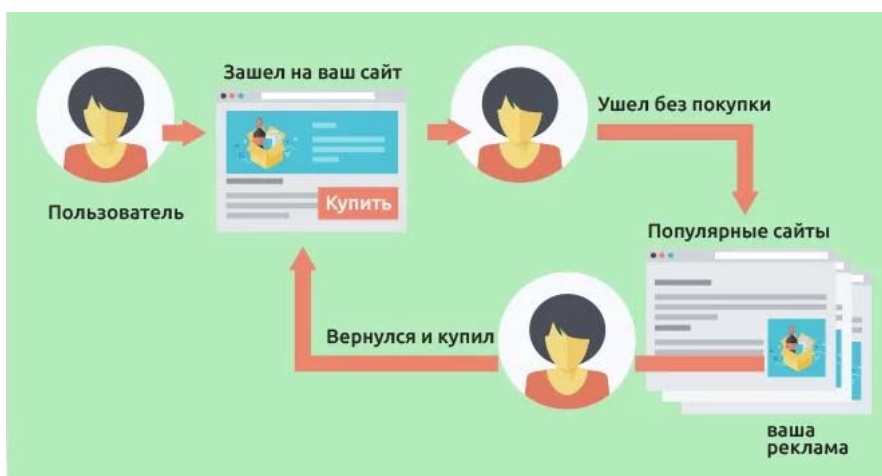 Зашел на ваш сайт
Ушел без покупки
Купить
Пользователь
Популярные сайты
Вернулся и купил
ваша
реклама